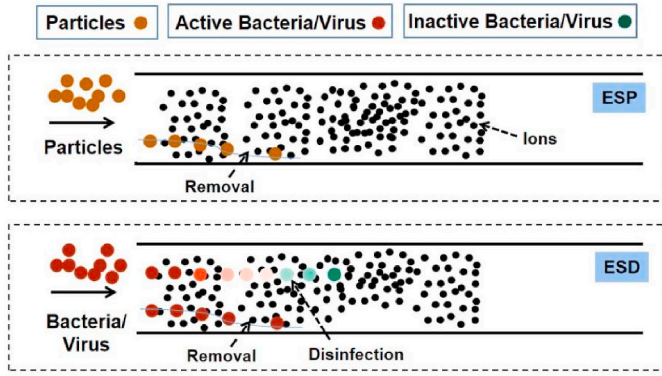 Particles
Active Bacteria/Virus
Inactive Bacteria/Virus
ESP
Particles
Ions
Removal
ESD
Bacteria/
Virus
Removal
Disinfection